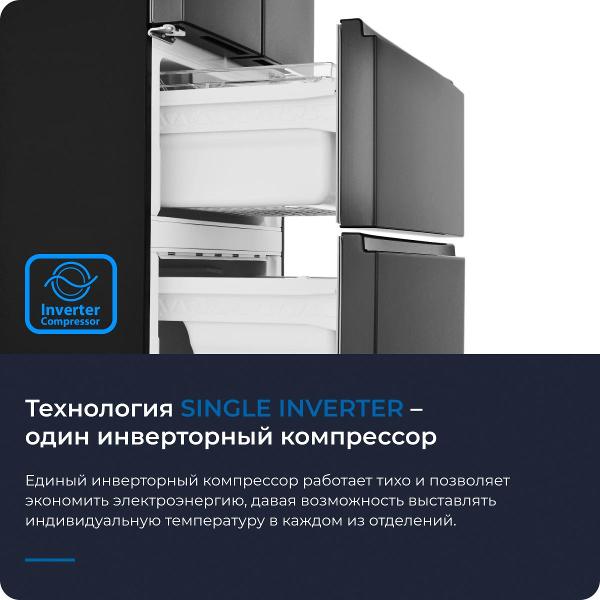 Inverter
Compressor
Технология SINGLE INVERTER –
один инверторный компрессор
Единый инверторный компрессор работает тихо и позволяет
экономить электроэнергию, давая возможность выставлять
индивидуальную температуру в каждом из отделений.